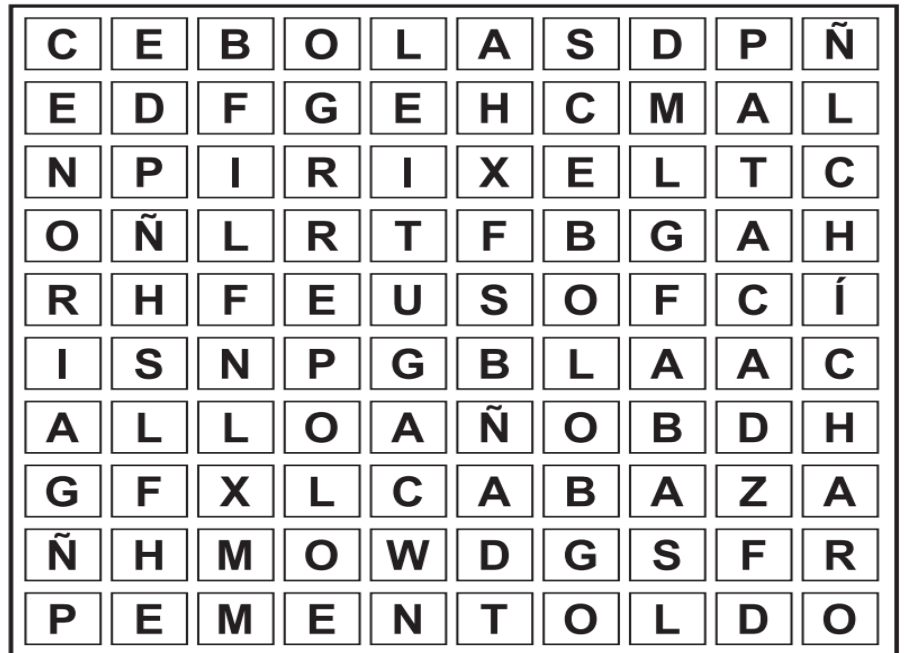 C E B O L A S D P Ñ
E D F G E H C M A L
N P I R I X E L T C
O Ñ L R T F B G A H
R H F E U S O F C Í
I S N P G B L A A C
A L L O A Ñ O B D H
G F X L C A B A Z A
Ñ H M O W D G S F R
P E M E N T O L D O